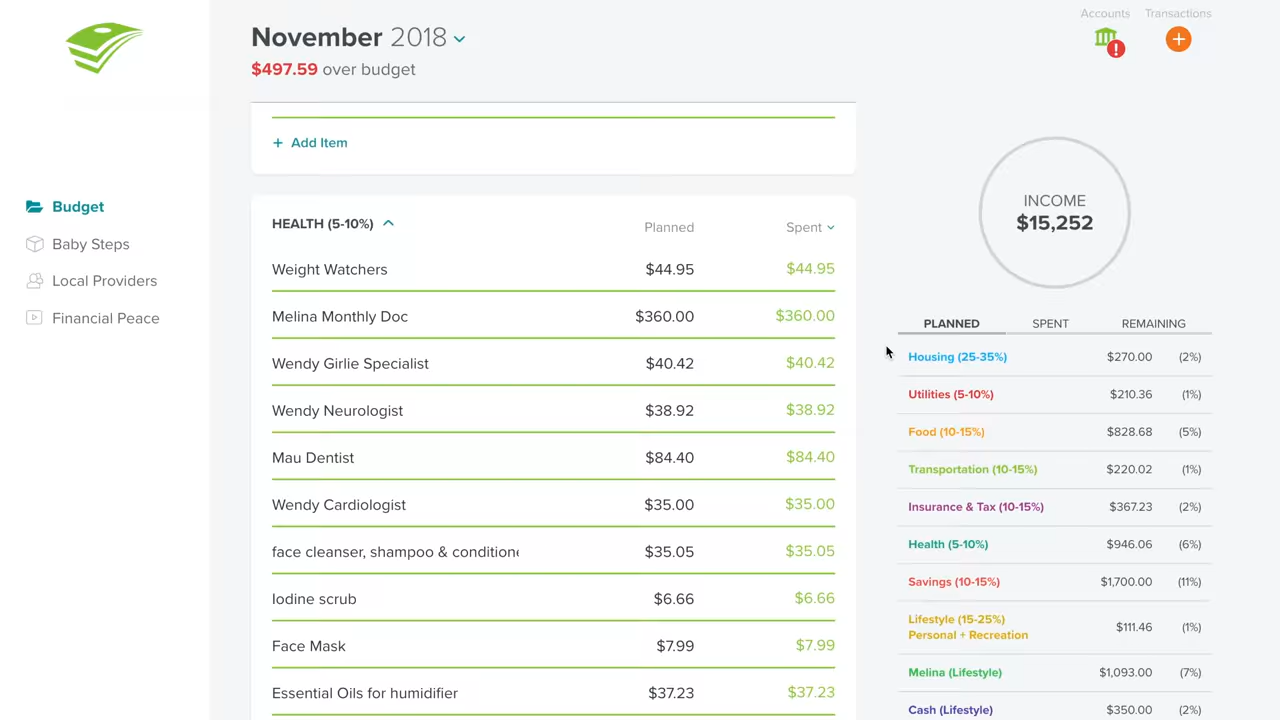 Accounts Transactions
November 2018
$497.59 over budget
+ Add Item
Budget
Baby Steps
Local Providers
Financial Peace
HEALTH (5-10%) Planned Spent
Weight Watchers $44.95 $44.95
Melina Monthly Doc $360.00 $360.00
Wendy Girlie Specialist $40.42 $40.42
Wendy Neurologist $38.92 $38.92
Mau Dentist $84.40 $84.40
Wendy Cardiologist $35.00 $35.00
face cleanser, shampoo & conditione $35.05 $35.05
Iodine scrub $6.66 $6.66
Face Mask $7.99 $7.99
Essential Oils for humidifier $37.23 $37.23
INCOME
$15,252
PLANNED SPENT REMAINING
Housing (25-35%) $270.00 (2%)
Utilities (5-10%) $210.36 (1%)
Food (10-15%) $828.68 (5%)
Transportation (10-15%) $220.02 (1%)
Insurance & Tax (10-15%) $367.23 (2%)
Health (5-10%) $946.06 (6%)
Savings (10-15%) $1,700.00 (11%)
Lifestyle (15-25%)
Personal + Recreation $111.46 (1%)
Melina (Lifestyle) $1,093.00 (7%)
Cash (Lifestyle) $350.00 (2%)